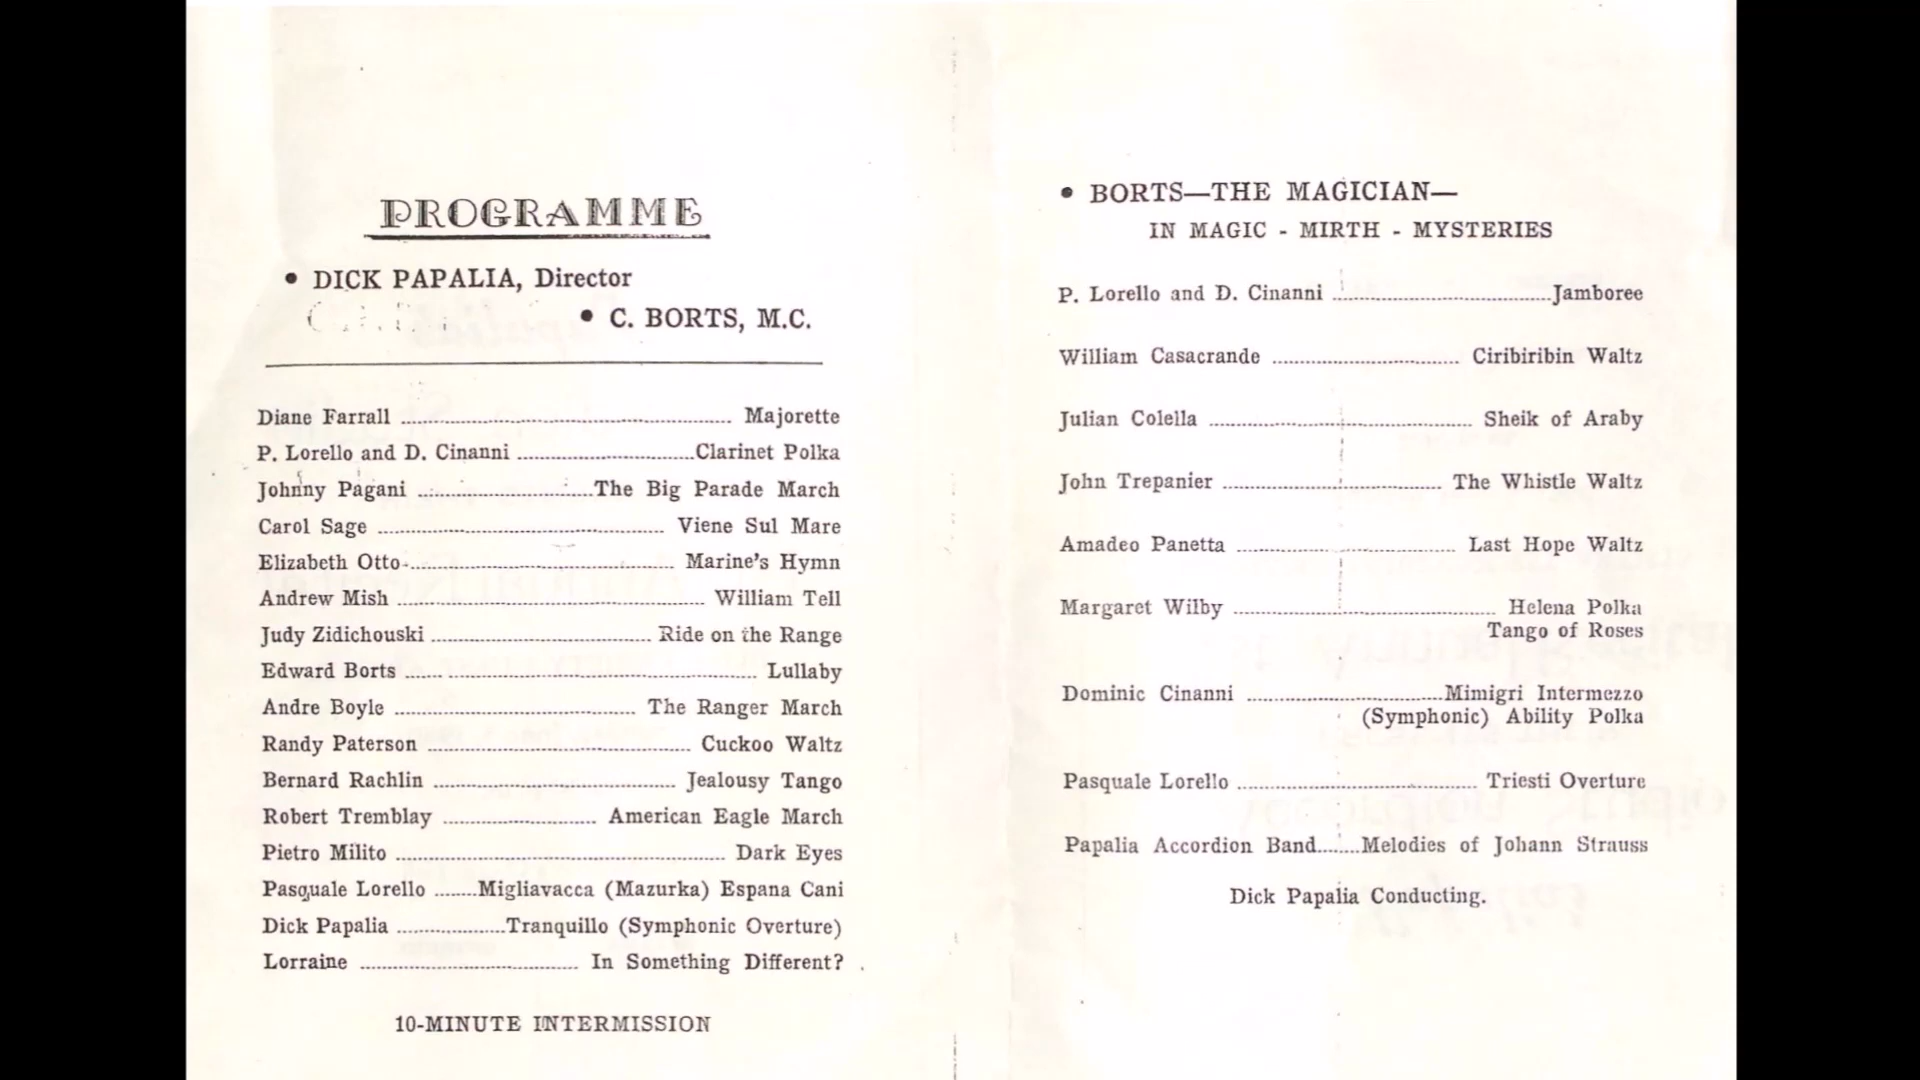 PROGRAMME
• DICK PAPALIA, Director
• C. BORTS, M.C.
Diane Farrall ........ Majorette
P. Lorello and D. Cinanni ........ Clarinet Polka
Johnny Pagani ........ The Big Parade March
Carol Sage ........ Viene Sul Mare
Elizabeth Otto ........ Marine's Hymn
Andrew Mish ........ William Tell
Judy Zidichouski ........ Ride on the Range
Edward Borts ........ Lullaby
Andre Boyle ........ The Ranger March
Randy Paterson ........ Cuckoo Waltz
Bernard Rachlin ........ Jealousy Tango
Robert Tremblay ........ American Eagle March
Pietro Milito ........ Dark Eyes
Pasquale Lorello ........ Migliavacca (Mazurka) Espana Cani
Dick Papalia ........ Tranquillo (Symphonic Overture)
Lorraine ........ In Something Different?
10-MINUTE INTERMISSION
• BORTS—THE MAGICIAN—
IN MAGIC - MIRTH - MYSTERIES
P. Lorello and D. Cinanni ........ Jamboree
William Casacrande ........ Ciribiribin Waltz
Julian Colella ........ Sheik of Araby
John Trepanier ........ The Whistle Waltz
Amadeo Panetta ........ Last Hope Waltz
Margaret Wilby ........ Helena Polka
Tango of Roses
Dominic Cinanni ........ Mimigri Intermezzo
(Symphonic) Ability Polka
Pasquale Lorello ........ Triesti Overture
Papalia Accordion Band ........ Melodies of Johann Strauss
Dick Papalia Conducting.